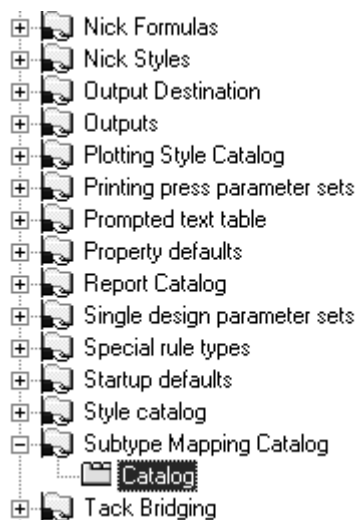 Nick Formulas
Nick Styles
Output Destination
Outputs
Plotting Style Catalog
Printing press parameter sets
Prompted text table
Property defaults
Report Catalog
Single design parameter sets
Special rule types
Startup defaults
Style catalog
Subtype Mapping Catalog
Catalog
Tack Bridging